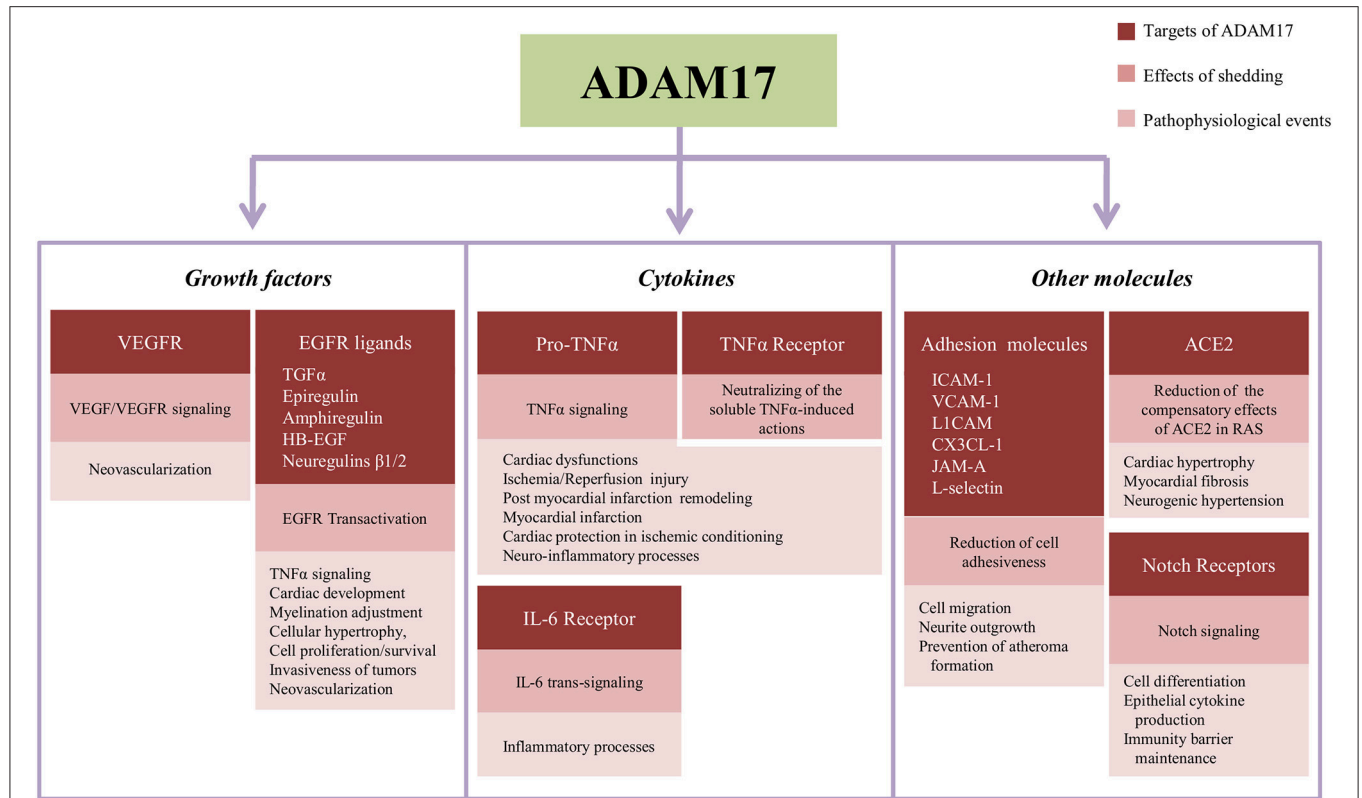 ADAM17
Targets of ADAM17
Effects of shedding
Pathophysiological events
Growth factors
VEGFR
VEGF/VEGFR signaling
Neovascularization
EGFR ligands
TGFα
Epiregulin
Amphiregulin
HB-EGF
Neuregulins β1/2
EGFR Transactivation
TNFα signaling
Cardiac development
Myelination adjustment
Cellular hypertrophy,
Cell proliferation/survival
Invasiveness of tumors
Neovascularization
Cytokines
Pro-TNFα
TNFα signaling
TNFα Receptor
Neutralizing of the
soluble TNFα-induced
actions
Cardiac dysfunctions
Ischemia/Reperfusion injury
Post myocardial infarction remodeling
Myocardial infarction
Cardiac protection in ischemic conditioning
Neuro-inflammatory processes
IL-6 Receptor
IL-6 trans-signaling
Inflammatory processes
Other molecules
Adhesion molecules
ICAM-1
VCAM-1
L1CAM
CX3CL-1
JAM-A
L-selectin
Reduction of cell
adhesiveness
Cell migration
Neurite outgrowth
Prevention of atheroma
formation
ACE2
Reduction of the
compensatory effects
of ACE2 in RAS
Cardiac hypertrophy
Myocardial fibrosis
Neurogenic hypertension
Notch Receptors
Notch signaling
Cell differentiation
Epithelial cytokine
production
Immunity barrier
maintenance